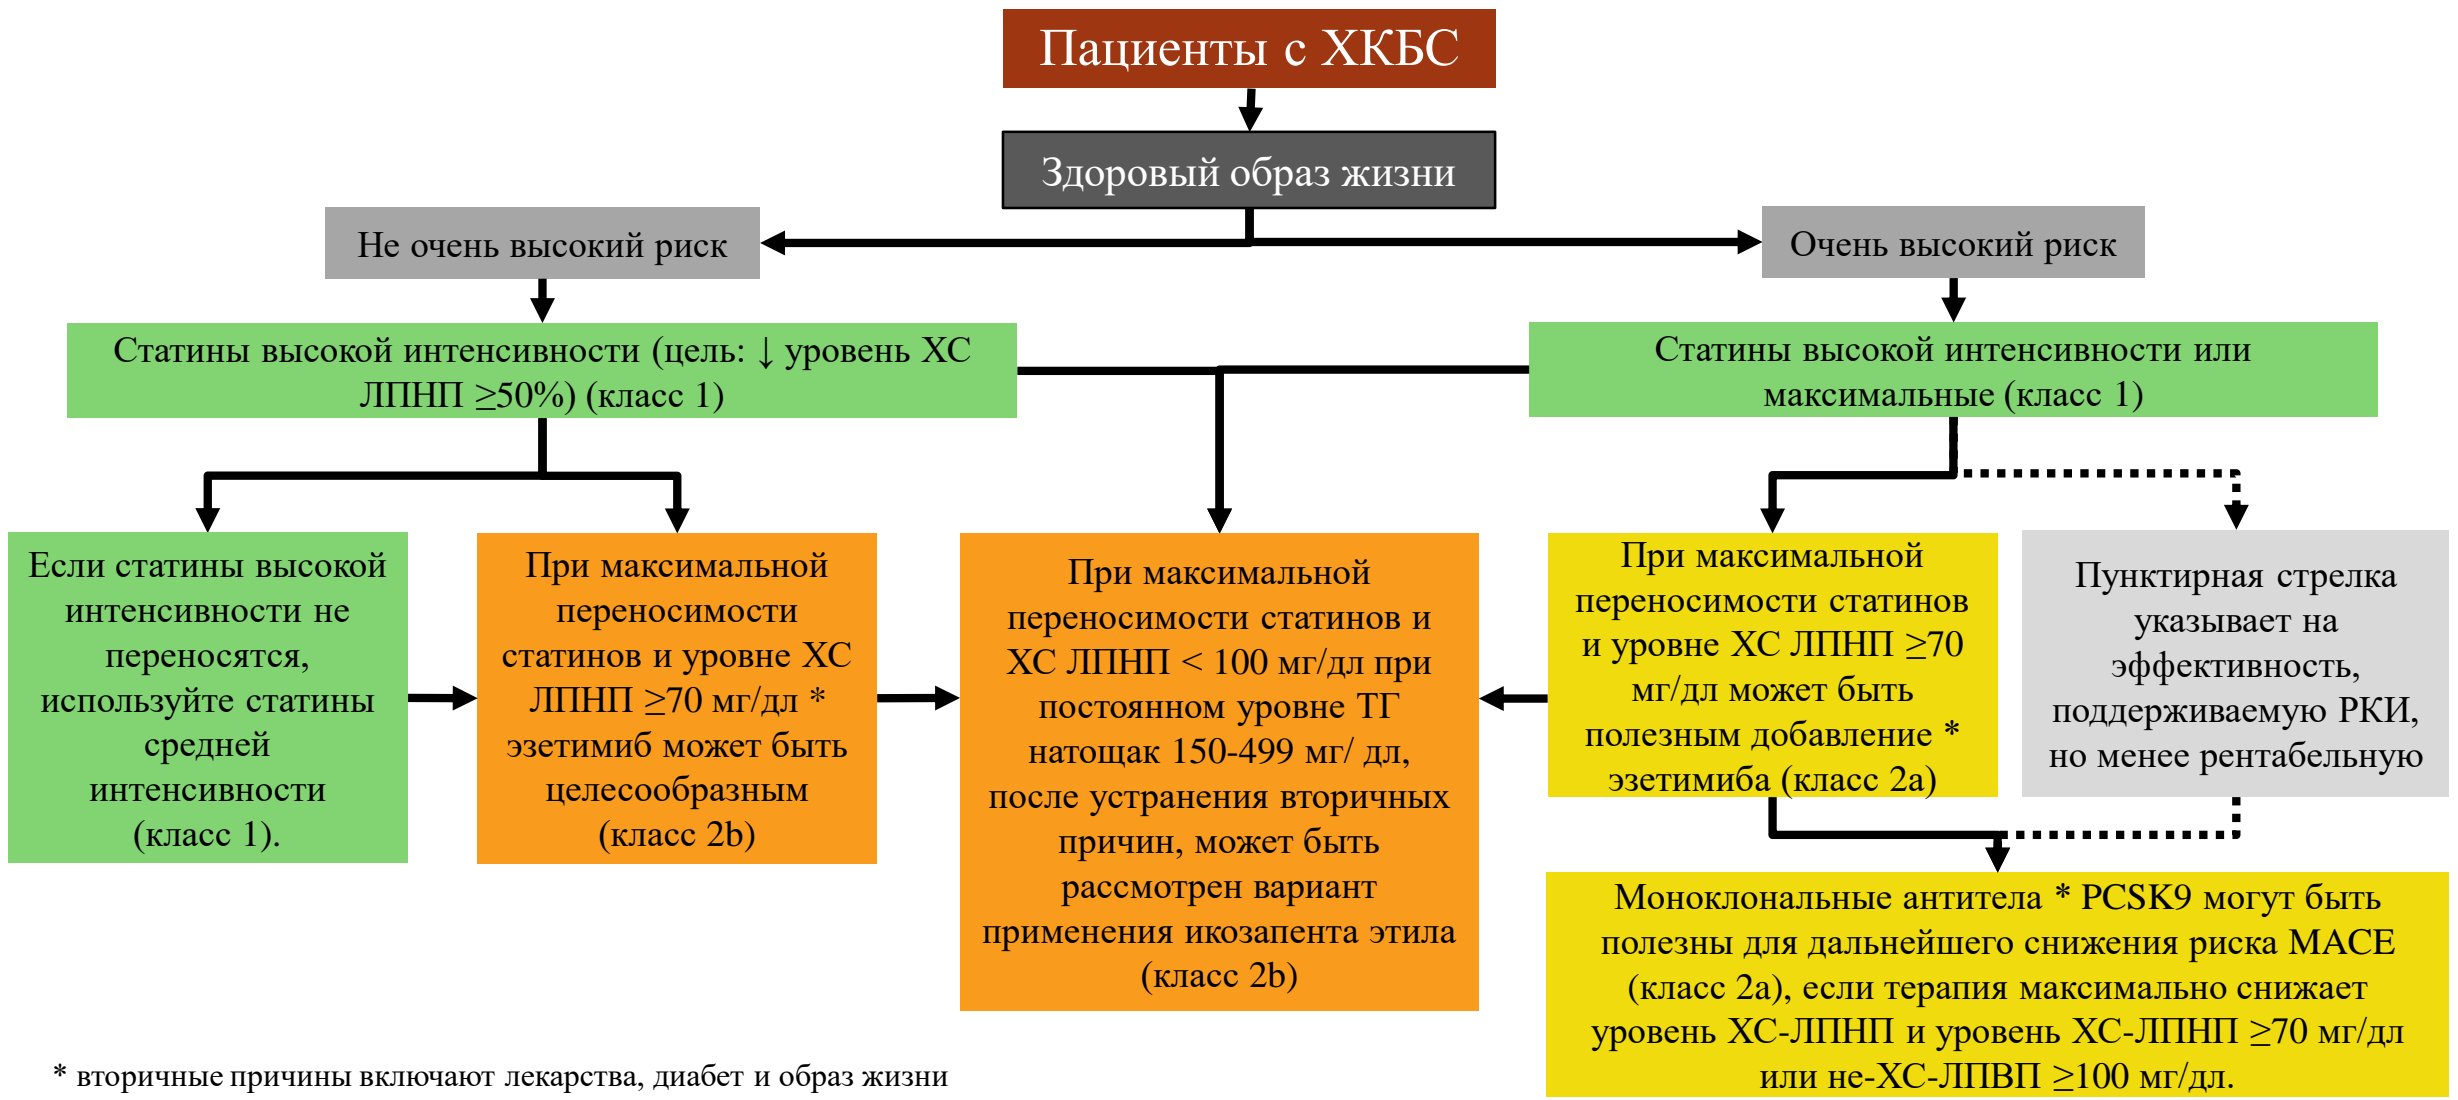 Пациенты с ХКБС
Здоровый образ жизни
Не очень высокий риск
Очень высокий риск
Статины высокой интенсивности (цель: ↓ уровень ХС
ЛПНП ≥50%) (класс 1)
Статины высокой интенсивности или
максимальные (класс 1)
Если статины высокой
интенсивности не
переносятся,
используйте статины
средней
интенсивности
(класс 1).
При максимальной
переносимости
статинов и уровне ХС
ЛПНП ≥70 мг/дл *
эзетимиб может быть
целесообразным
(класс 2b)
При максимальной
переносимости статинов и
ХС ЛПНП < 100 мг/дл при
постоянном уровне ТГ
натощак 150-499 мг/ дл,
после устранения вторичных
причин, может быть
рассмотрен вариант
применения икозапента этила
(класс 2b)
При максимальной
переносимости статинов
и уровне ХС ЛПНП ≥70
мг/дл может быть
полезным добавление *
эзетимиба (класс 2a)
Пунктирная стрелка
указывает на
эффективность,
поддерживаемую РКИ,
но менее рентабельную
Моноклональные антитела * PCSK9 могут быть
полезны для дальнейшего снижения риска MACE
(класс 2a), если терапия максимально снижает
уровень ХС-ЛПНП и уровень ХС-ЛПНП ≥70 мг/дл
или не-ХС-ЛПВП ≥100 мг/дл.
* вторичные причины включают лекарства, диабет и образ жизни